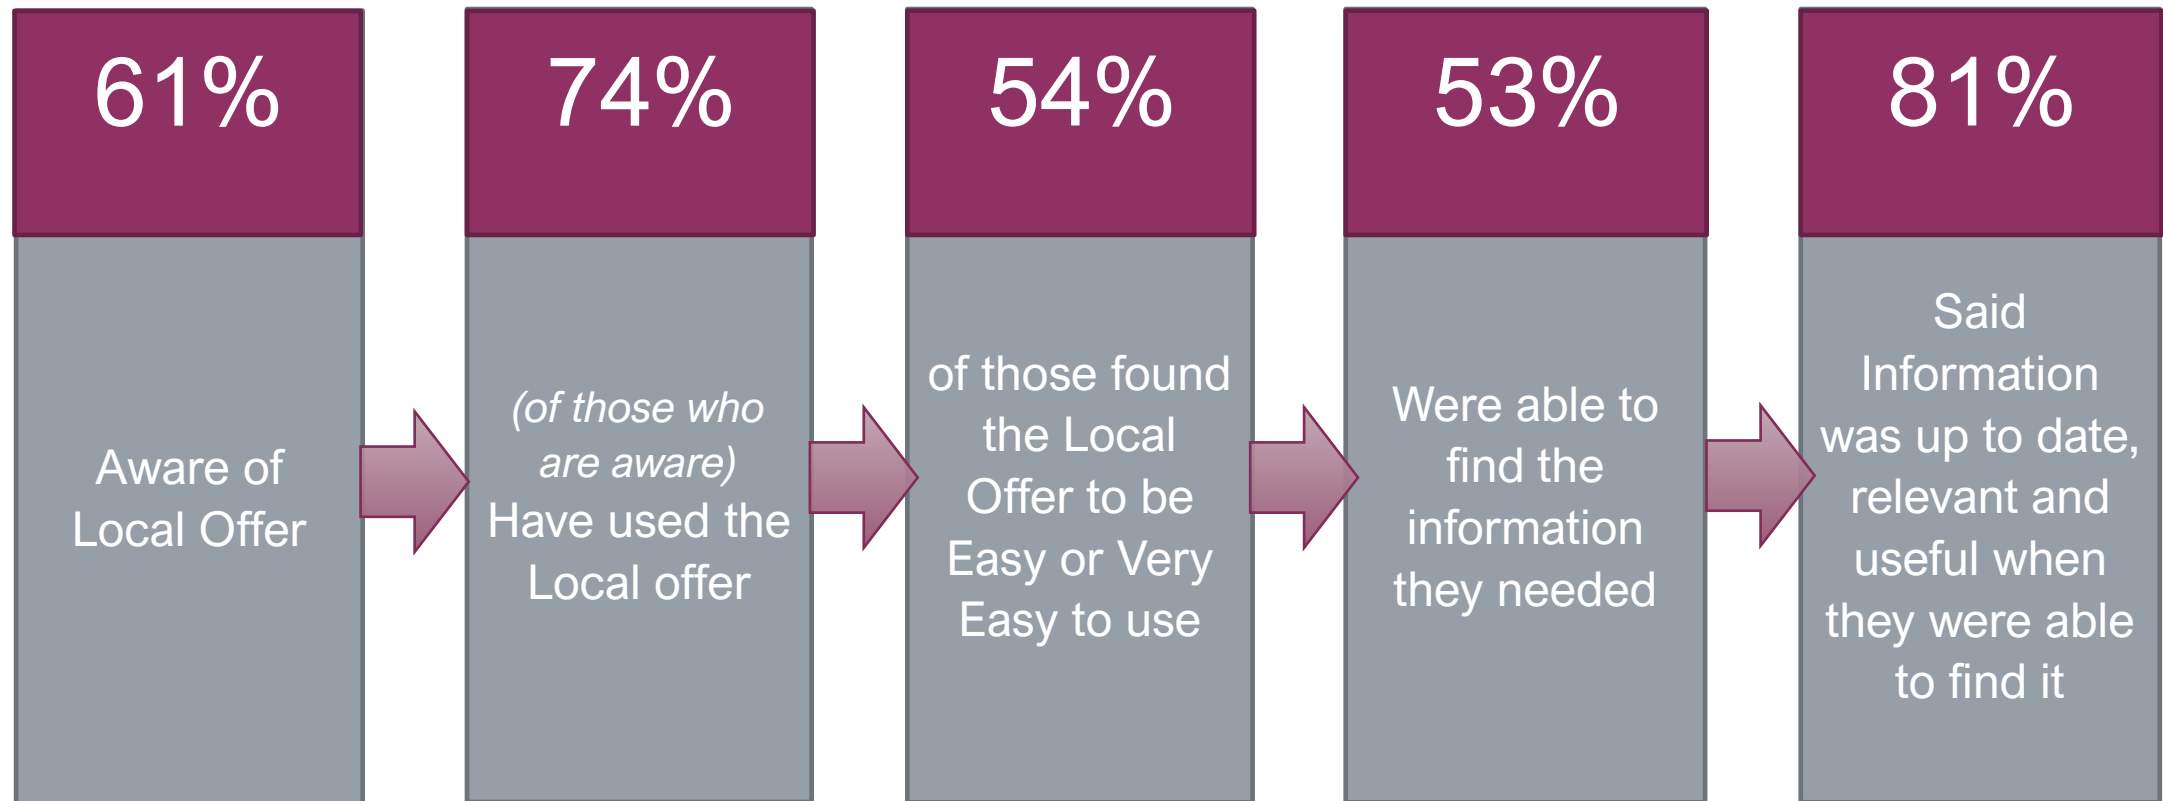 61%
Aware of
Local Offer
74%
(of those who
are aware)
Have used the
Local offer
54%
of those found
the Local
Offer to be
Easy or Very
Easy to use
53%
Were able to
find the
information
they needed
81%
Said
Information
was up to date,
relevant and
useful when
they were able
to find it